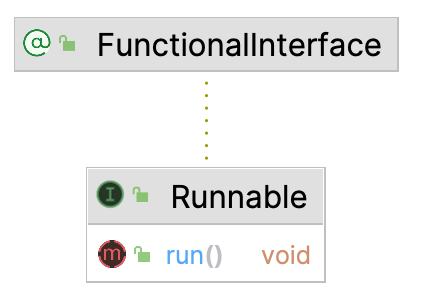 @ FunctionalInterface
I Runnable
m run() void